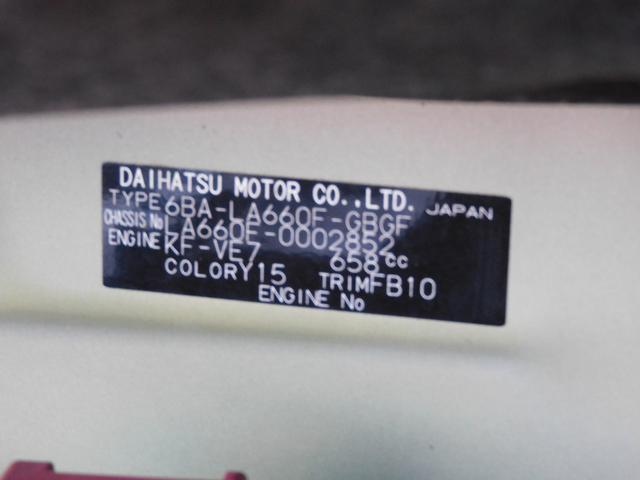 DAIHATSU MOTOR CO.,LTD. JAPAN
TYPE 6BA-LA660F-GBGF
CHASSIS No LA660F-0002852
ENGINE KF-VE7 658cc
COLOR Y15 TRIM FB10
ENGINE No